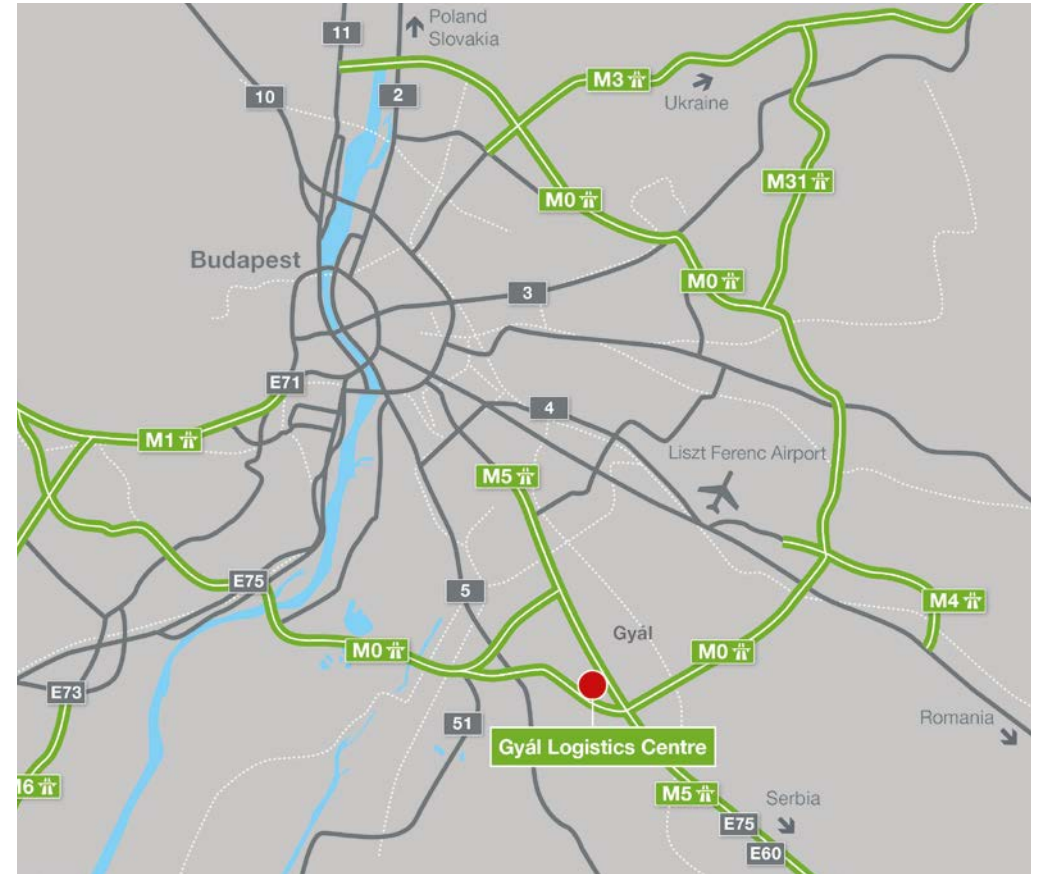 11
Poland
Slovakia
10
2
M3
Ukraine
M31
M0
Budapest
M0
3
E71
4
M1
Liszt Ferenc Airport
M5
E75
5
M4
Gyál
M0
M0
E73
51
Romania
Gyál Logistics Centre
M5
Serbia
E75
E60